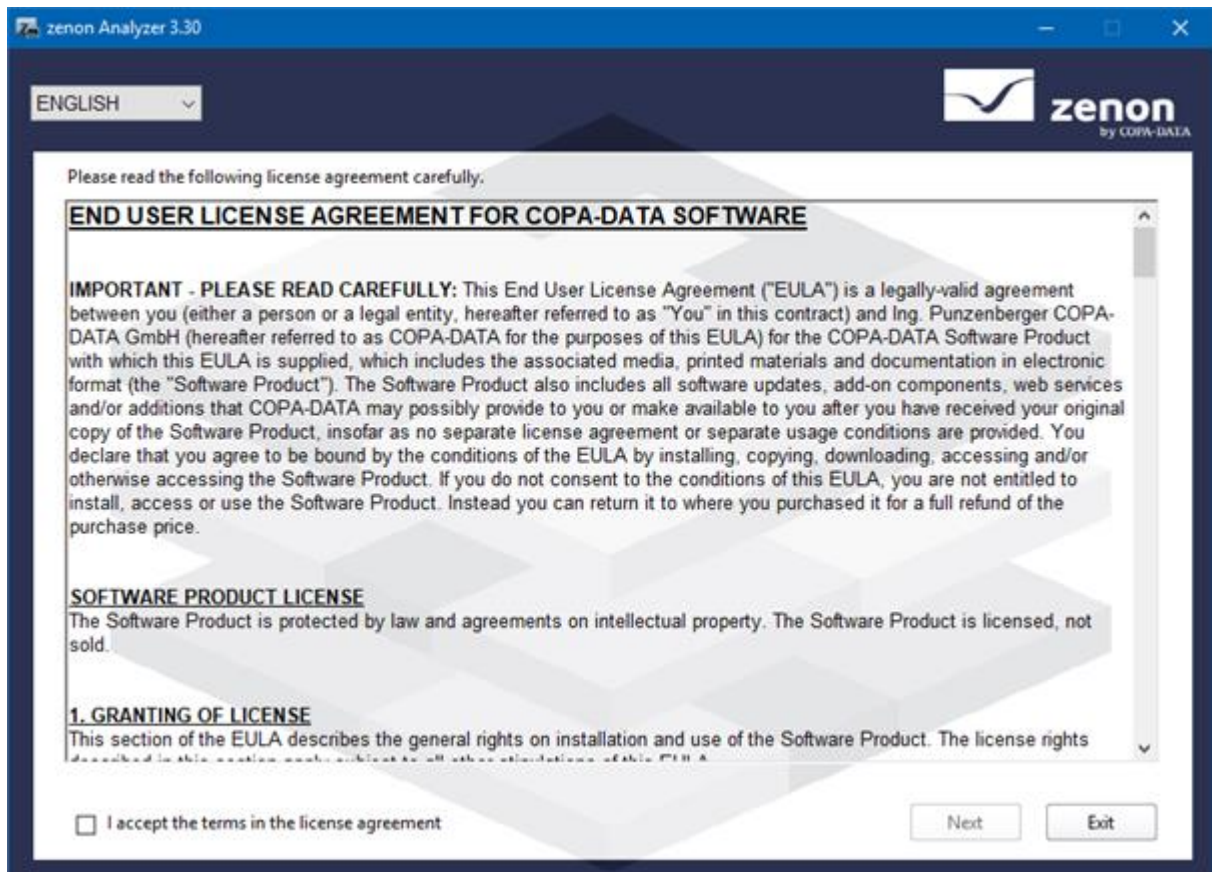 zenon Analyzer 3.30
ENGLISH
zenon
by COPA-DATA
Please read the following license agreement carefully.
END USER LICENSE AGREEMENT FOR COPA-DATA SOFTWARE
IMPORTANT - PLEASE READ CAREFULLY: This End User License Agreement ("EULA") is a legally-valid agreement
between you (either a person or a legal entity, hereafter referred to as "You" in this contract) and Ing. Punzenberger COPA-
DATA GmbH (hereafter referred to as COPA-DATA for the purposes of this EULA) for the COPA-DATA Software Product
with which this EULA is supplied, which includes the associated media, printed materials and documentation in electronic
format (the "Software Product"). The Software Product also includes all software updates, add-on components, web services
and/or additions that COPA-DATA may possibly provide to you or make available to you after you have received your original
copy of the Software Product, insofar as no separate license agreement or separate usage conditions are provided. You
declare that you agree to be bound by the conditions of the EULA by installing, copying, downloading, accessing and/or
otherwise accessing the Software Product. If you do not consent to the conditions of this EULA, you are not entitled to
install, access or use the Software Product. Instead you can return it to where you purchased it for a full refund of the
purchase price.
SOFTWARE PRODUCT LICENSE
The Software Product is protected by law and agreements on intellectual property. The Software Product is licensed, not
sold.
1. GRANTING OF LICENSE
This section of the EULA describes the general rights on installation and use of the Software Product. The license rights
described in this section apply subject to all other stipulations of this EULA
I accept the terms in the license agreement
Next
Exit